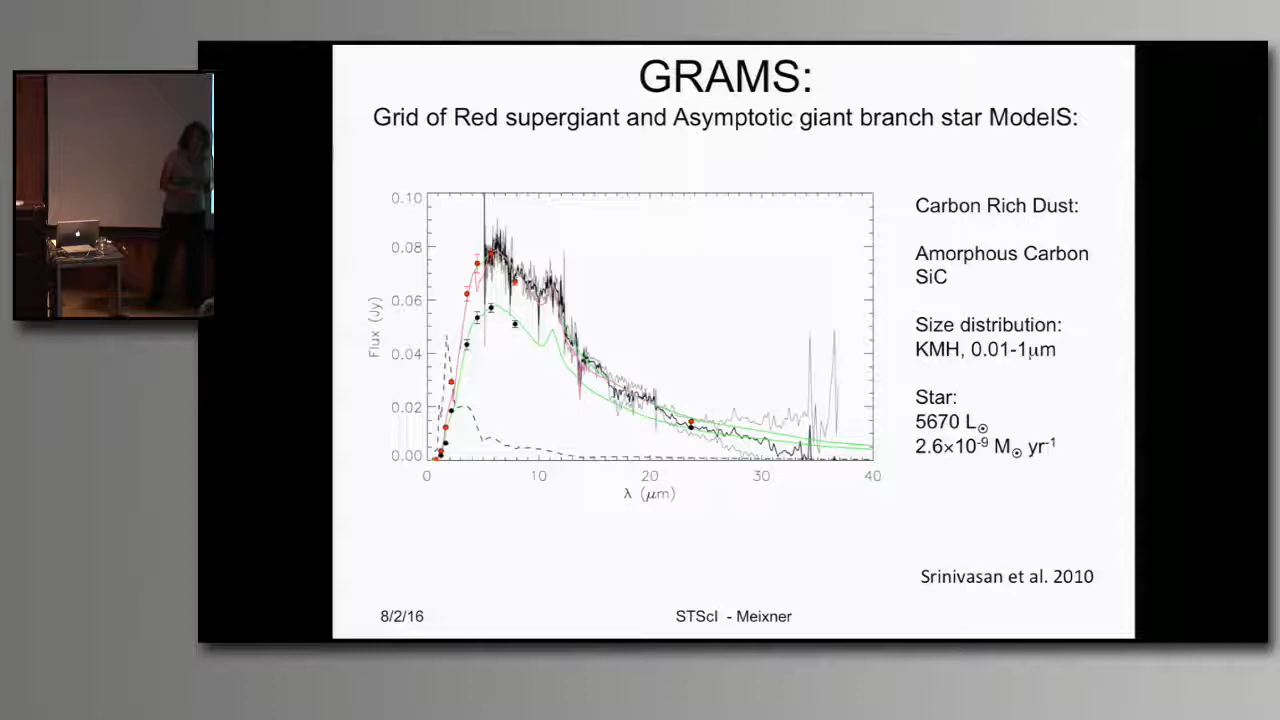 GRAMS:
Grid of Red supergiant and Asymptotic giant branch star ModelS:
0.10
0.08
0.06
0.04
0.02
0.00
Flux (Jy)
0 10 20 30 40
λ (μm)
Carbon Rich Dust:
Amorphous Carbon
SiC
Size distribution:
KMH, 0.01-1μm
Star:
5670 L⊙
2.6×10⁻⁹ M⊙ yr⁻¹
Srinivasan et al. 2010
8/2/16 STScI - Meixner